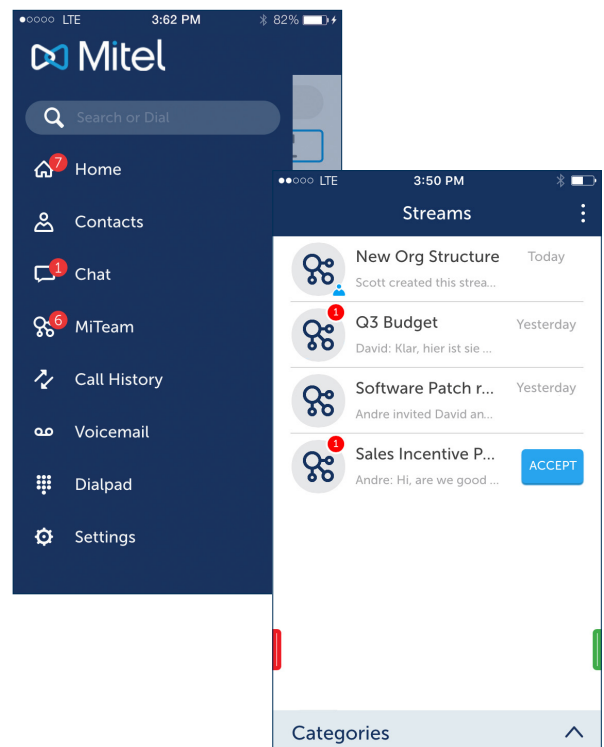 LTE 3:62 PM 82%
Mitel
Search or Dial
7
Home
Contacts
1
Chat
6
MiTeam
Call History
Voicemail
Dialpad
Settings
LTE 3:50 PM
Streams
New Org Structure Today
Scott created this strea...
1
Q3 Budget Yesterday
David: Klar, hier ist sie ...
Software Patch r... Yesterday
Andre invited David an...
1
Sales Incentive P...
ACCEPT
Andre: Hi, are we good ...
Categories